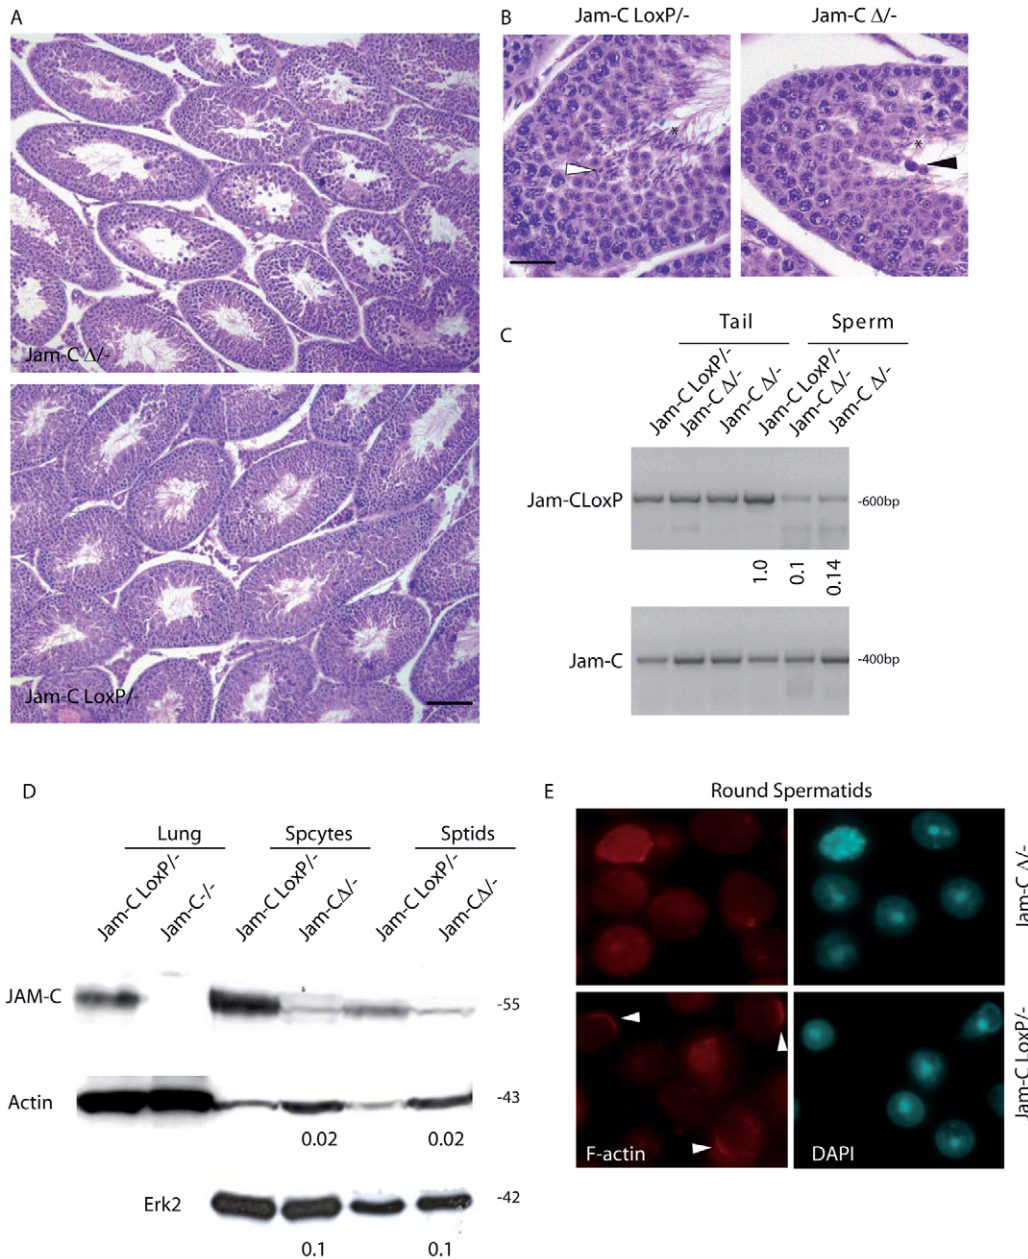 A
Jam-C Δ/-
Jam-C LoxP/-
B
Jam-C LoxP/-
Jam-C Δ/-
*
*
C
Tail
Sperm
Jam-C LoxP/-
Jam-C Δ/-
Jam-C Δ/-
Jam-C LoxP/-
Jam-C Δ/-
Jam-C Δ/-
Jam-CLoxP
-600bp
1.0
0.1
0.14
Jam-C
-400bp
D
Lung
Spcytes
Sptids
Jam-C LoxP/-
Jam-C-/-
Jam-C LoxP/-
Jam-CΔ/-
Jam-C LoxP/-
Jam-CΔ/-
JAM-C
-55
Actin
-43
0.02
0.02
Erk2
-42
0.1
0.1
E
Round Spermatids
Jam-C Δ/-
Jam-C LoxP/-
F-actin
DAPI